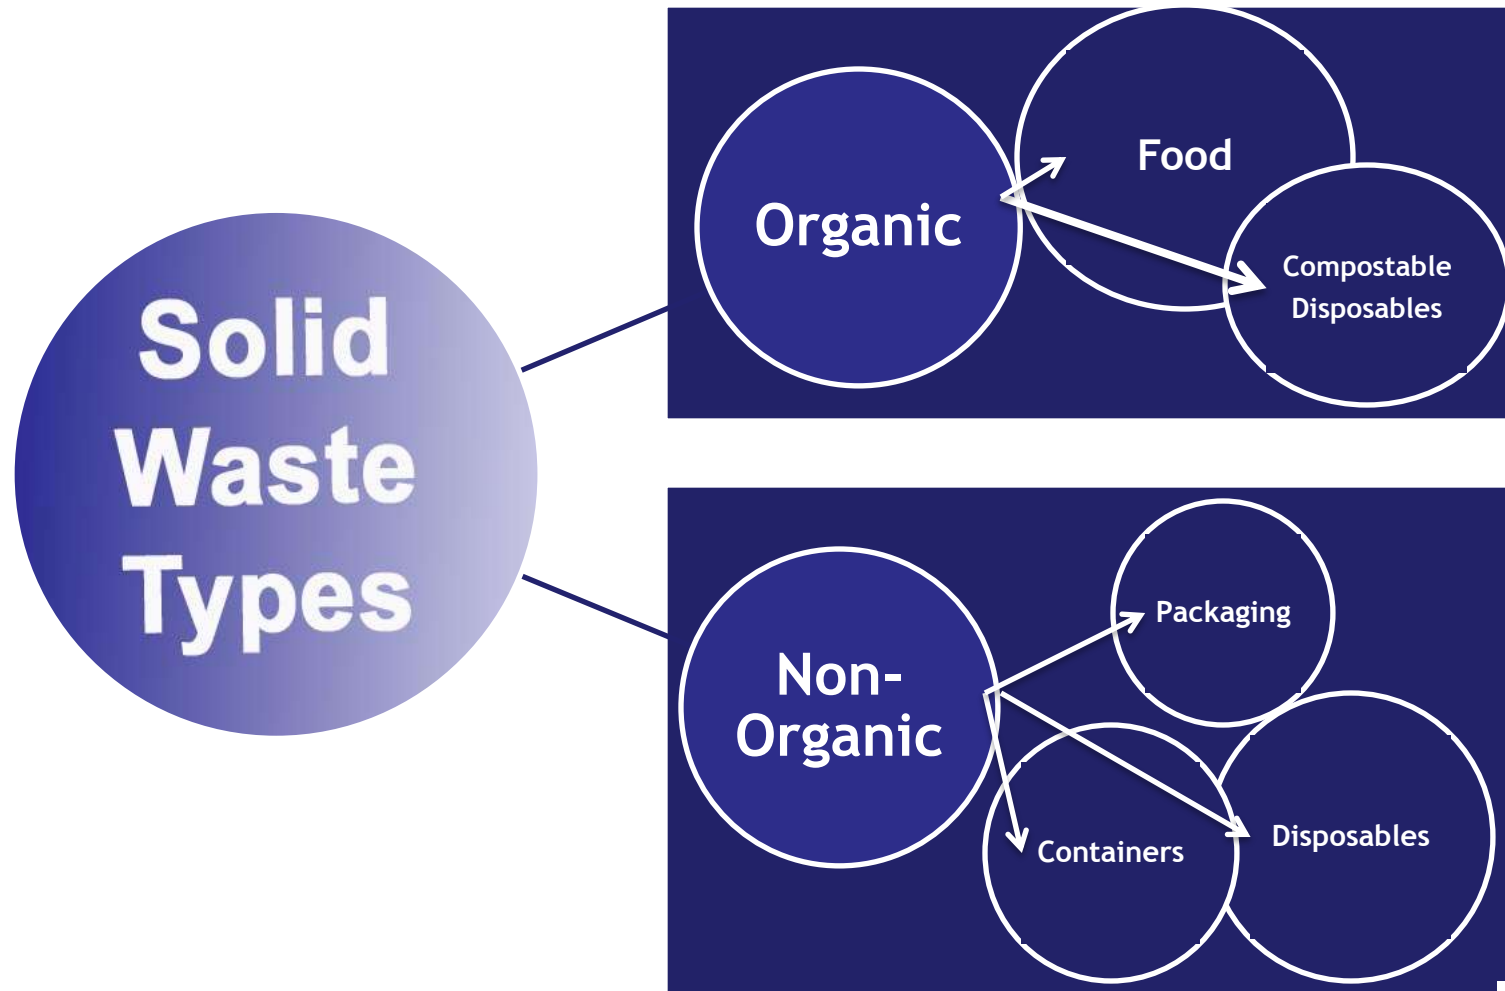 Solid
Waste
Types
Organic
Food
Compostable
Disposables
Non-
Organic
Packaging
Containers
Disposables